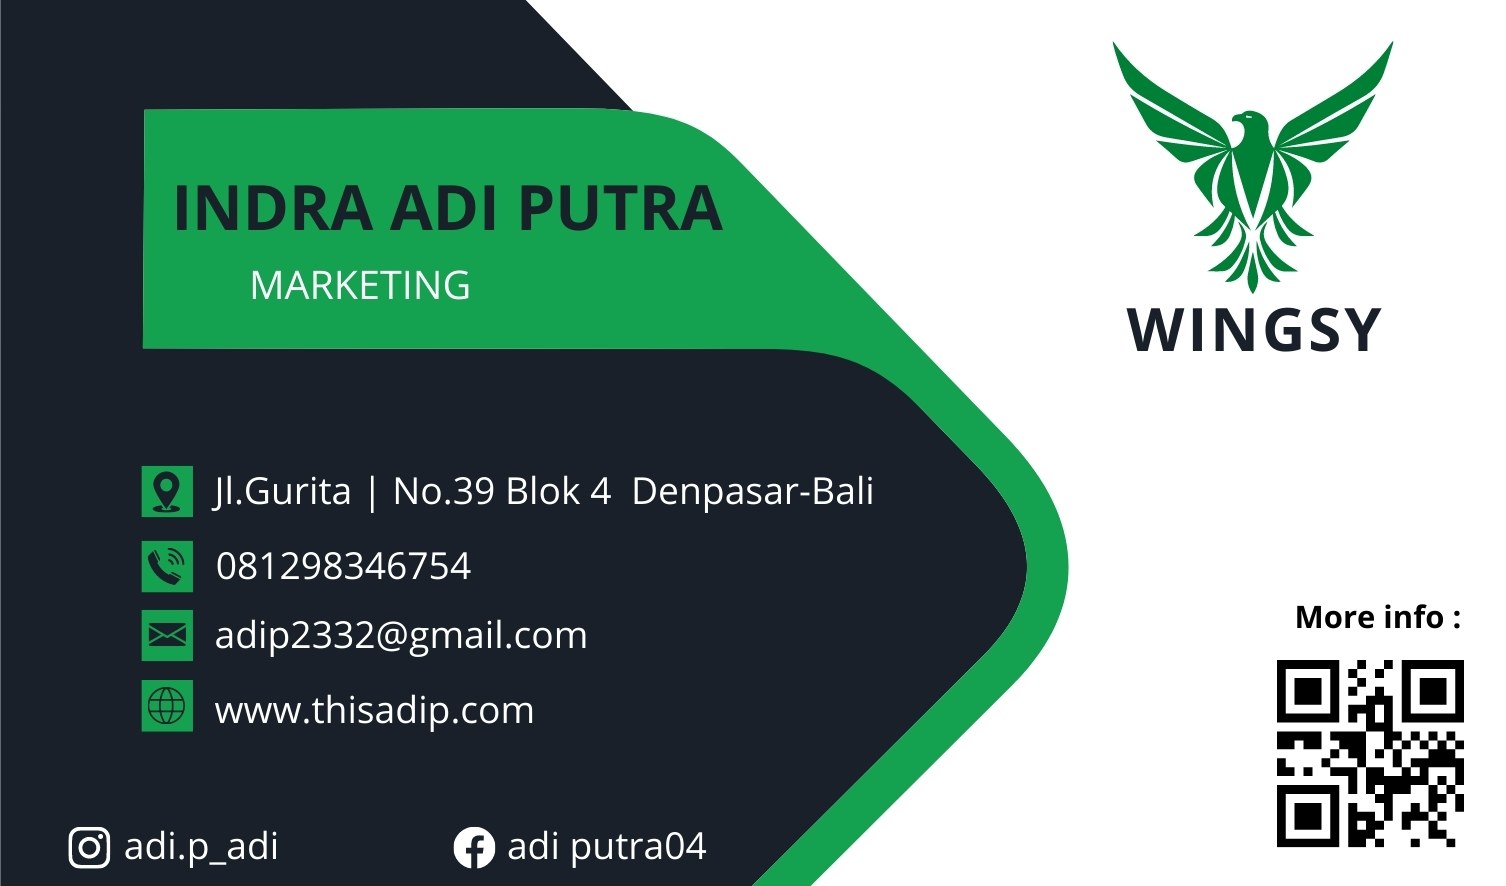 INDRA ADI PUTRA
MARKETING
WINGSY
Jl.Gurita | No.39 Blok 4  Denpasar-Bali
081298346754
adip2332@gmail.com
www.thisadip.com
More info :
adi.p_adi
adi putra04